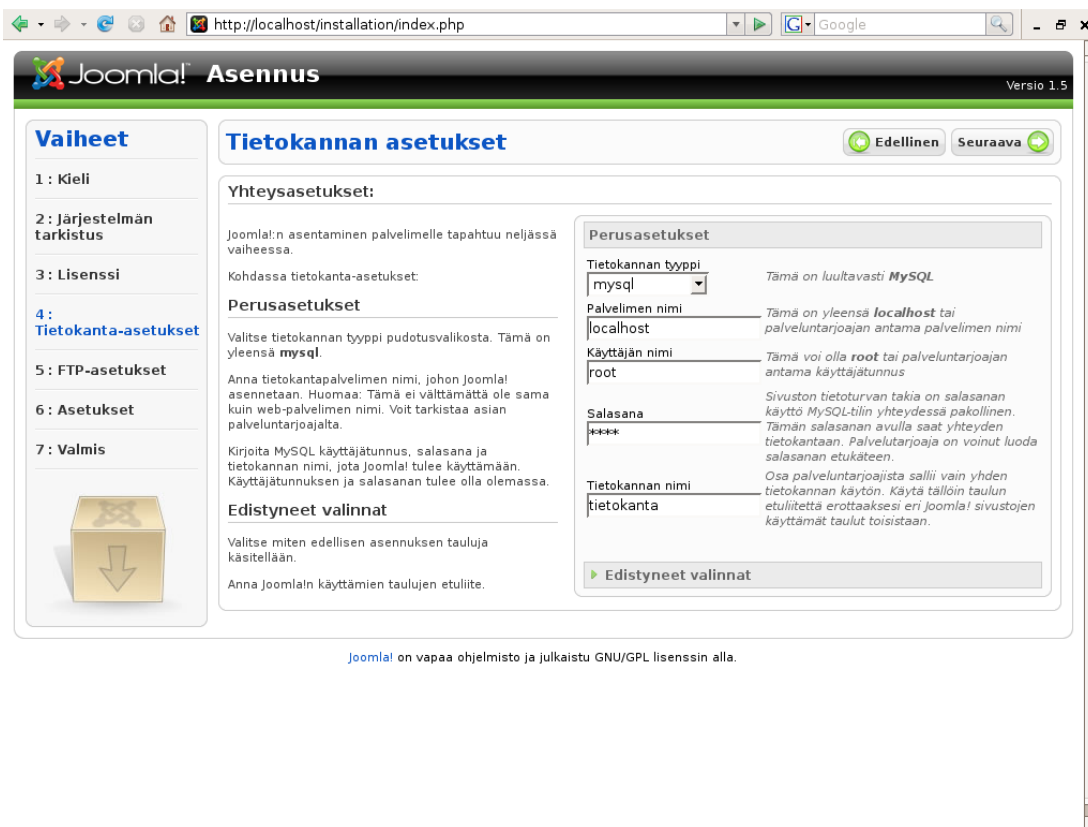 http://localhost/installation/index.php
G
Google
Joomla!™ Asennus
Versio 1.5
Vaiheet
1 : Kieli
2 : Järjestelmän
tarkistus
3 : Lisenssi
4 :
Tietokanta-asetukset
5 : FTP-asetukset
6 : Asetukset
7 : Valmis
Tietokannan asetukset
Edellinen
Seuraava
Yhteysasetukset:
Joomla!:n asentaminen palvelimelle tapahtuu neljässä
vaiheessa.
Kohdassa tietokanta-asetukset:
Perusasetukset
Valitse tietokannan tyyppi pudotusvalikosta. Tämä on
yleensä mysql.
Anna tietokantapalvelimen nimi, johon Joomla!
asennetaan. Huomaa: Tämä ei välttämättä ole sama
kuin web-palvelimen nimi. Voit tarkistaa asian
palveluntarjoajalta.
Kirjoita MySQL käyttäjätunnus, salasana ja
tietokannan nimi, jota Joomla! tulee käyttämään.
Käyttäjätunnuksen ja salasanan tulee olla olemassa.
Edistyneet valinnat
Valitse miten edellisen asennuksen tauluja
käsitellään.
Anna Joomla!n käyttämien taulujen etuliite.
Perusasetukset
Tietokannan tyyppi
mysql
Tämä on luultavasti MySQL
Palvelimen nimi
localhost
Tämä on yleensä localhost tai
palveluntarjoajan antama palvelimen nimi
Käyttäjän nimi
root
Tämä voi olla root tai palveluntarjoajan
antama käyttäjätunnus
Salasana
****
Sivuston tietoturvan takia on salasanan
käyttö MySQL-tilin yhteydessä pakollinen.
Tämän salasanan avulla saat yhteyden
tietokantaan. Palvelutarjoaja on voinut luoda
salasanan etukäteen.
Tietokannan nimi
tietokanta
Osa palveluntarjoajista sallii vain yhden
tietokannan käytön. Käytä tällöin taulun
etuliitettä erottaaksesi eri Joomla! sivustojen
käyttämät taulut toisistaan.
Edistyneet valinnat
Joomla! on vapaa ohjelmisto ja julkaistu GNU/GPL lisenssin alla.